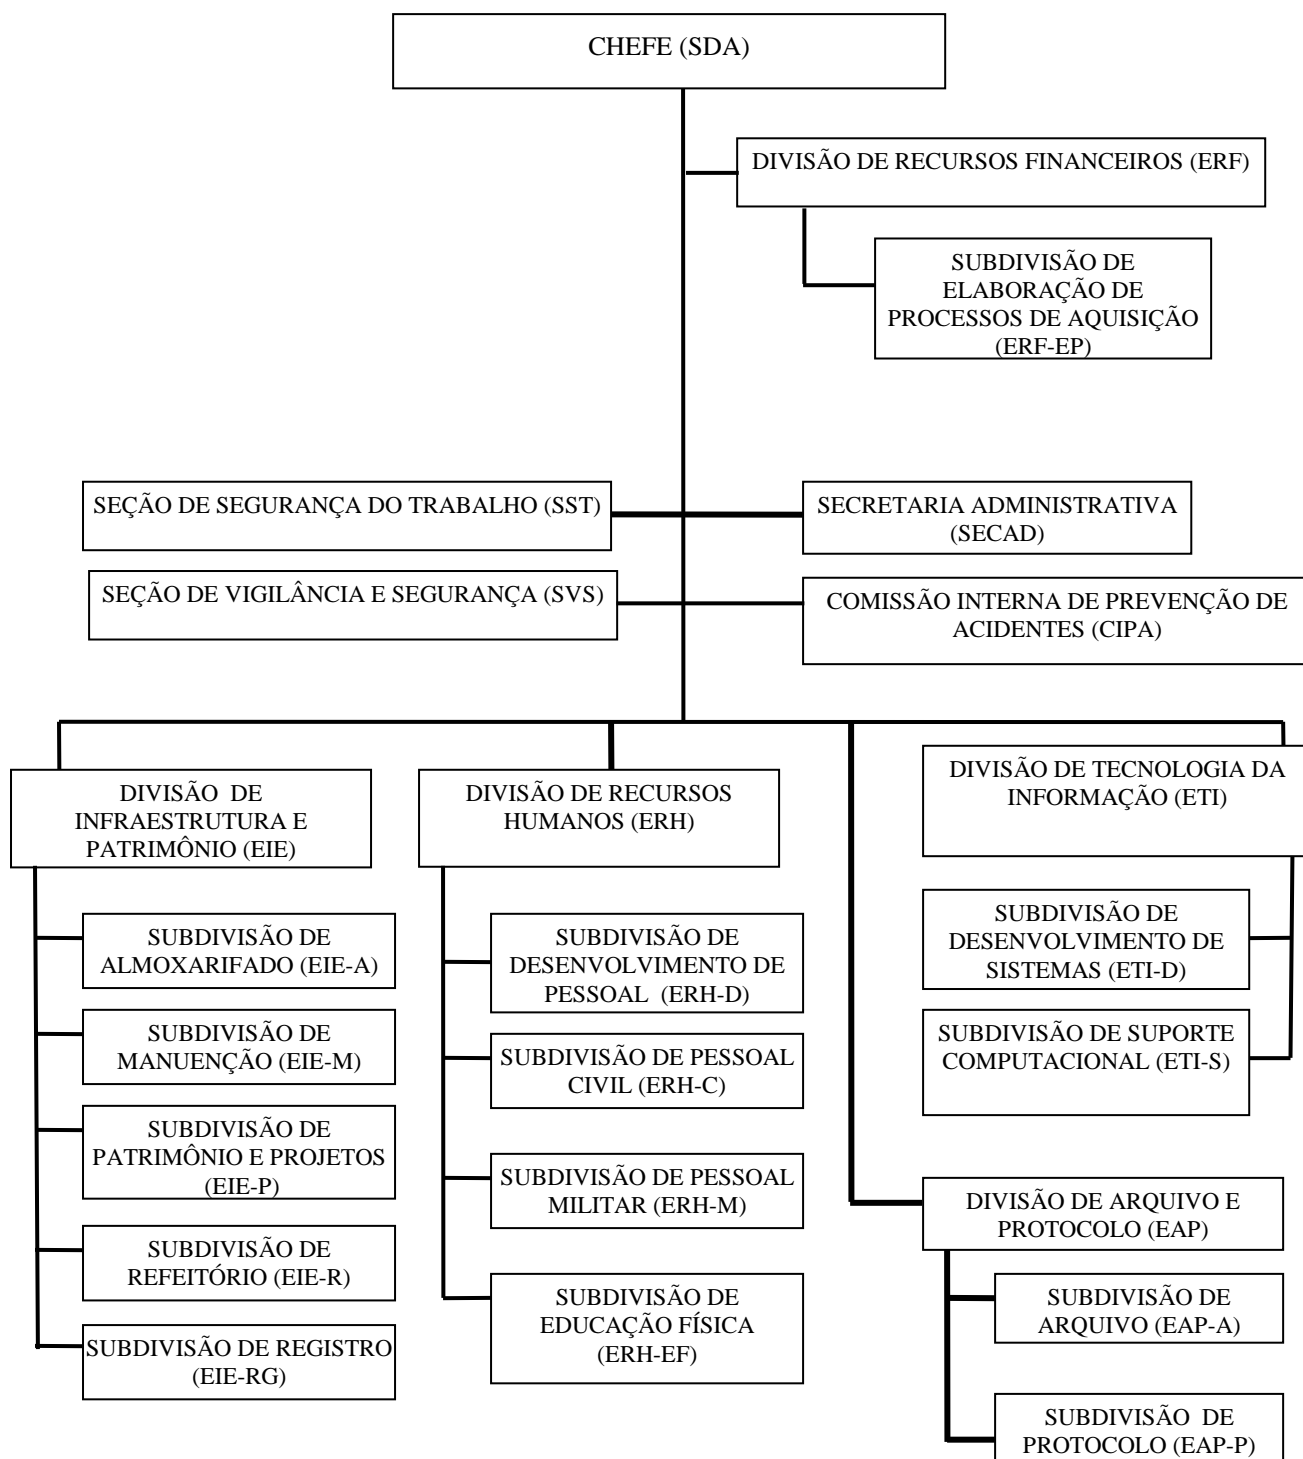 CHEFE (SDA)
DIVISÃO DE RECURSOS FINANCEIROS (ERF)
SUBDIVISÃO DE
ELABORAÇÃO DE
PROCESSOS DE AQUISIÇÃO
(ERF-EP)
SEÇÃO DE SEGURANÇA DO TRABALHO (SST)
SECRETARIA ADMINISTRATIVA
(SECAD)
SEÇÃO DE VIGILÂNCIA E SEGURANÇA (SVS)
COMISSÃO INTERNA DE PREVENÇÃO DE
ACIDENTES (CIPA)
DIVISÃO DE
INFRAESTRUTURA E
PATRIMÔNIO (EIE)
SUBDIVISÃO DE
ALMOXARIFADO (EIE-A)
SUBDIVISÃO DE
MANUENÇÃO (EIE-M)
SUBDIVISÃO DE
PATRIMÔNIO E PROJETOS
(EIE-P)
SUBDIVISÃO DE
REFEITÓRIO (EIE-R)
SUBDIVISÃO DE REGISTRO
(EIE-RG)
DIVISÃO DE RECURSOS
HUMANOS (ERH)
SUBDIVISÃO DE
DESENVOLVIMENTO DE
PESSOAL (ERH-D)
SUBDIVISÃO DE PESSOAL
CIVIL (ERH-C)
SUBDIVISÃO DE PESSOAL
MILITAR (ERH-M)
SUBDIVISÃO DE
EDUCAÇÃO FÍSICA
(ERH-EF)
DIVISÃO DE TECNOLOGIA DA
INFORMAÇÃO (ETI)
SUBDIVISÃO DE
DESENVOLVIMENTO DE
SISTEMAS (ETI-D)
SUBDIVISÃO DE SUPORTE
COMPUTACIONAL (ETI-S)
DIVISÃO DE ARQUIVO E
PROTOCOLO (EAP)
SUBDIVISÃO DE
ARQUIVO (EAP-A)
SUBDIVISÃO DE
PROTOCOLO (EAP-P)